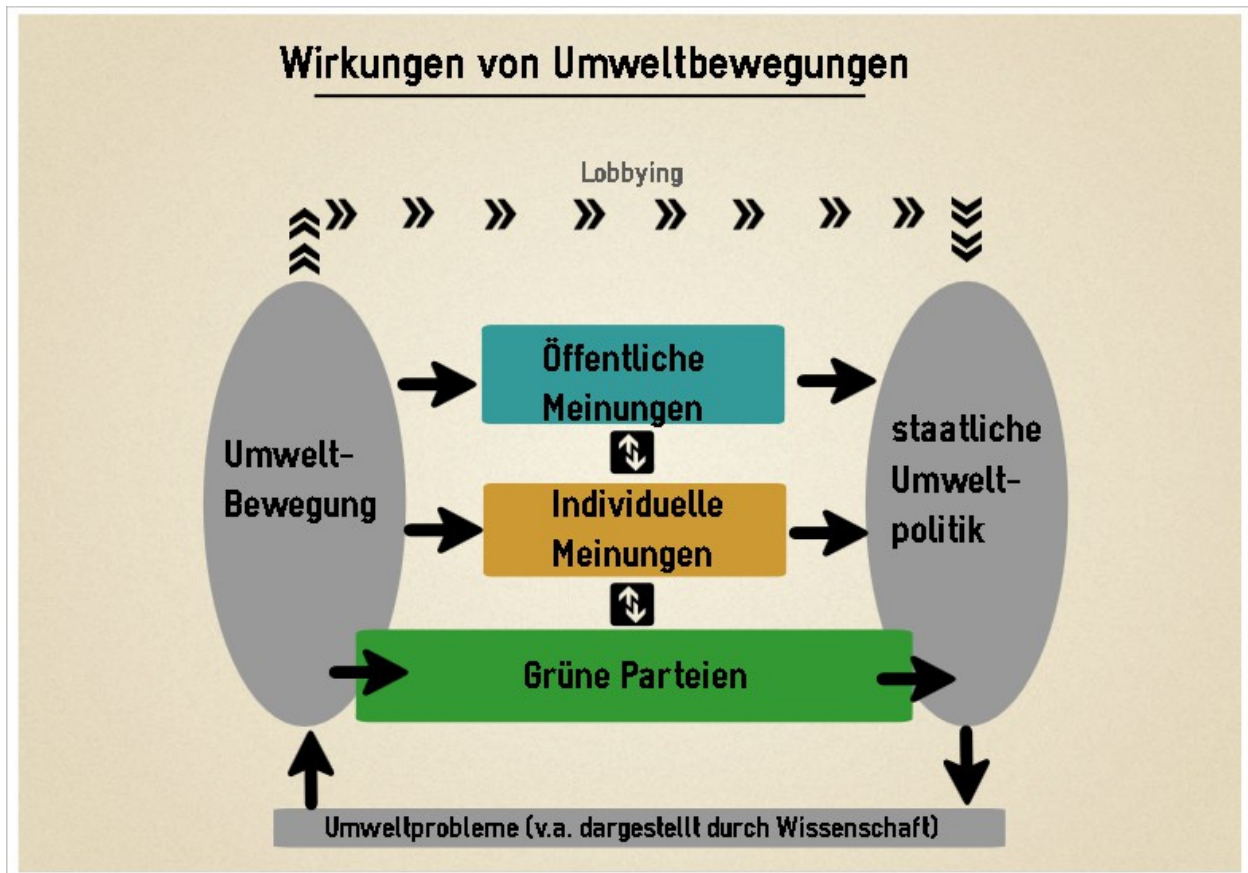 Wirkungen von Umweltbewegungen
Lobbying
Öffentliche
Meinungen
Umwelt-
Bewegung
Individuelle
Meinungen
staatliche
Umwelt-
politik
Grüne Parteien
Umweltprobleme (v.a. dargestellt durch Wissenschaft)